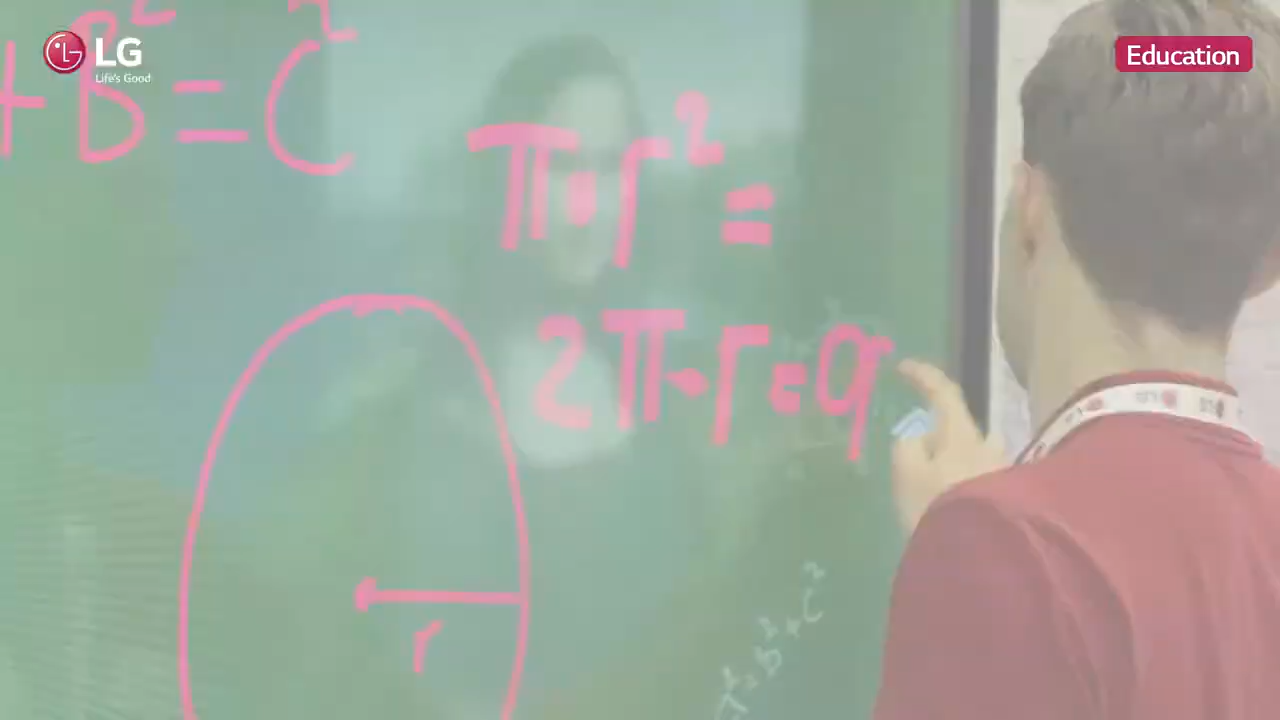 LG
Life's Good
Education
+B²=C²
π·r²=
2π·r=q
r